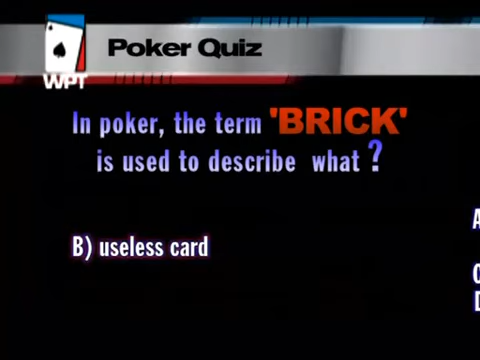 Poker Quiz
WPT
In poker, the term 'BRICK'
is used to describe what ?
A
B) useless card
C
D